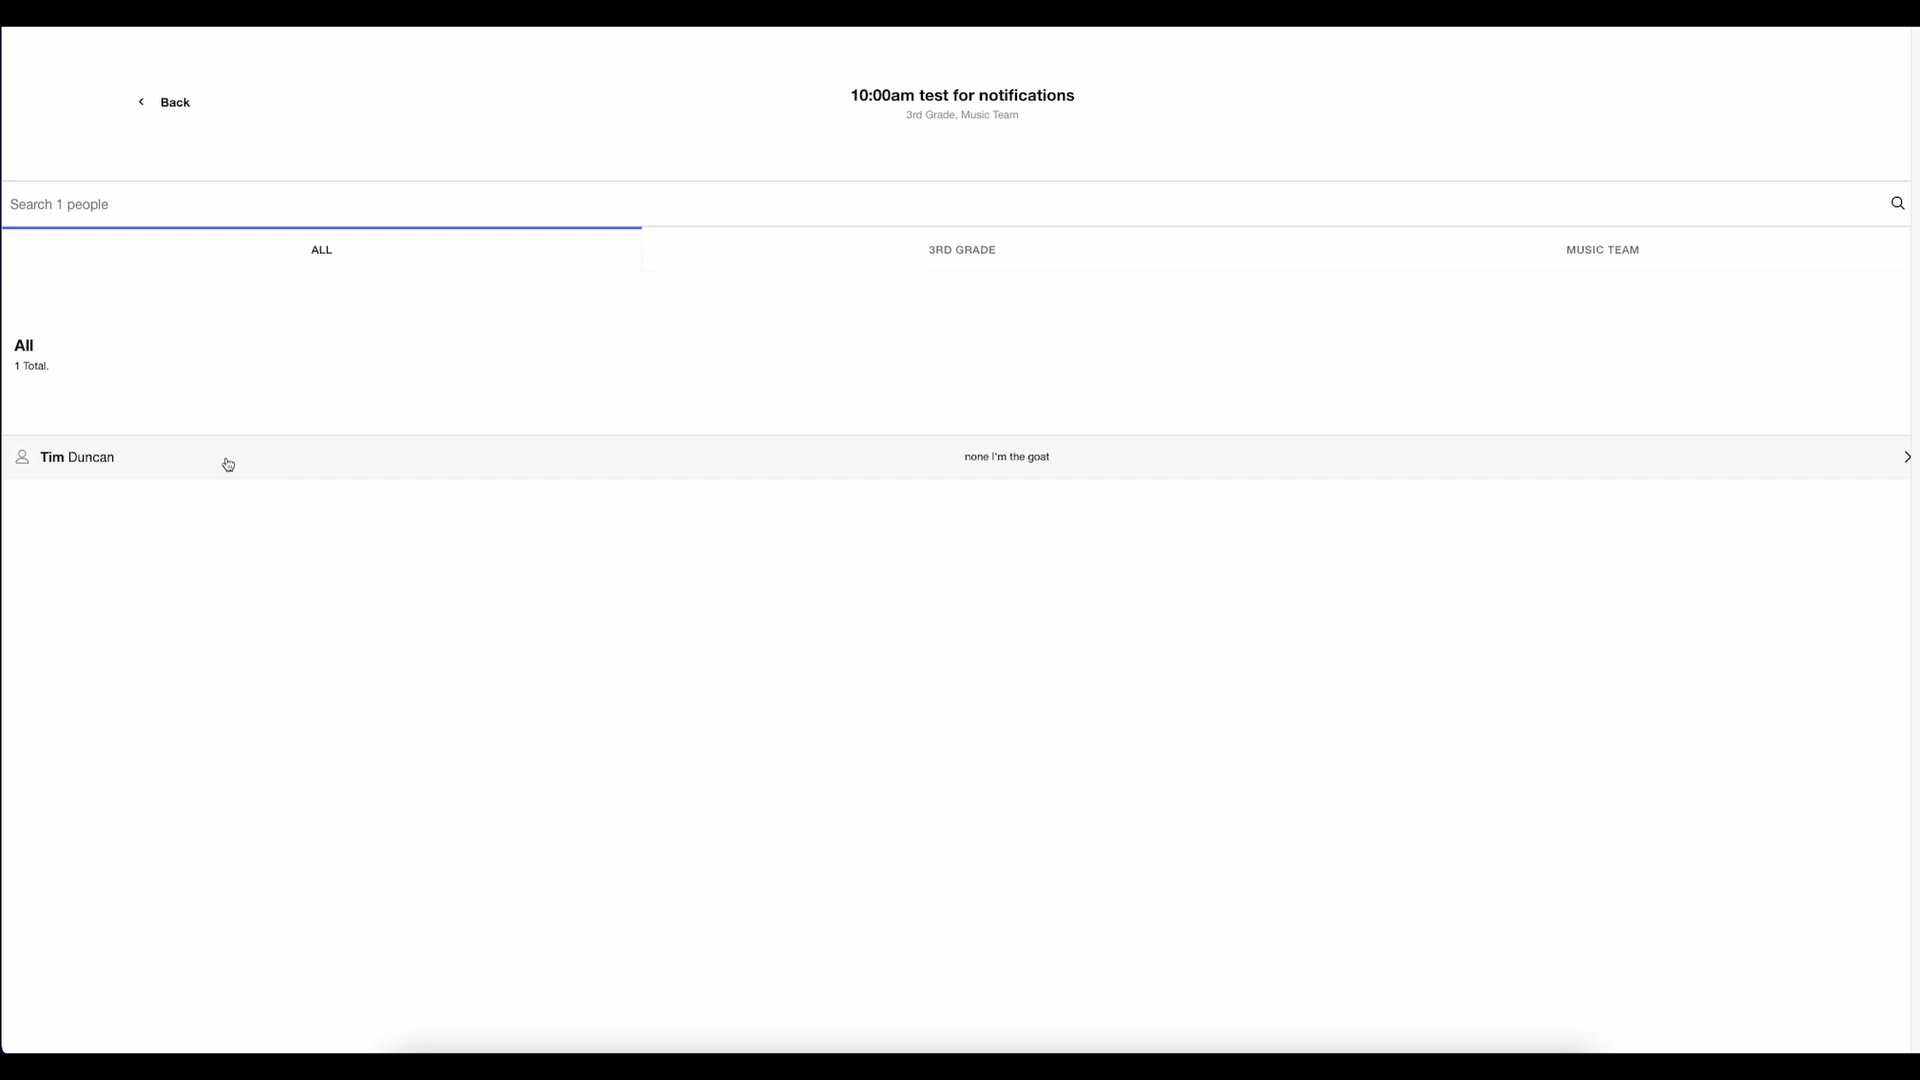 Back
10:00am test for notifications
3rd Grade, Music Team
Search 1 people
ALL
3RD GRADE
MUSIC TEAM
All
1 Total.
Tim Duncan
none I'm the goat